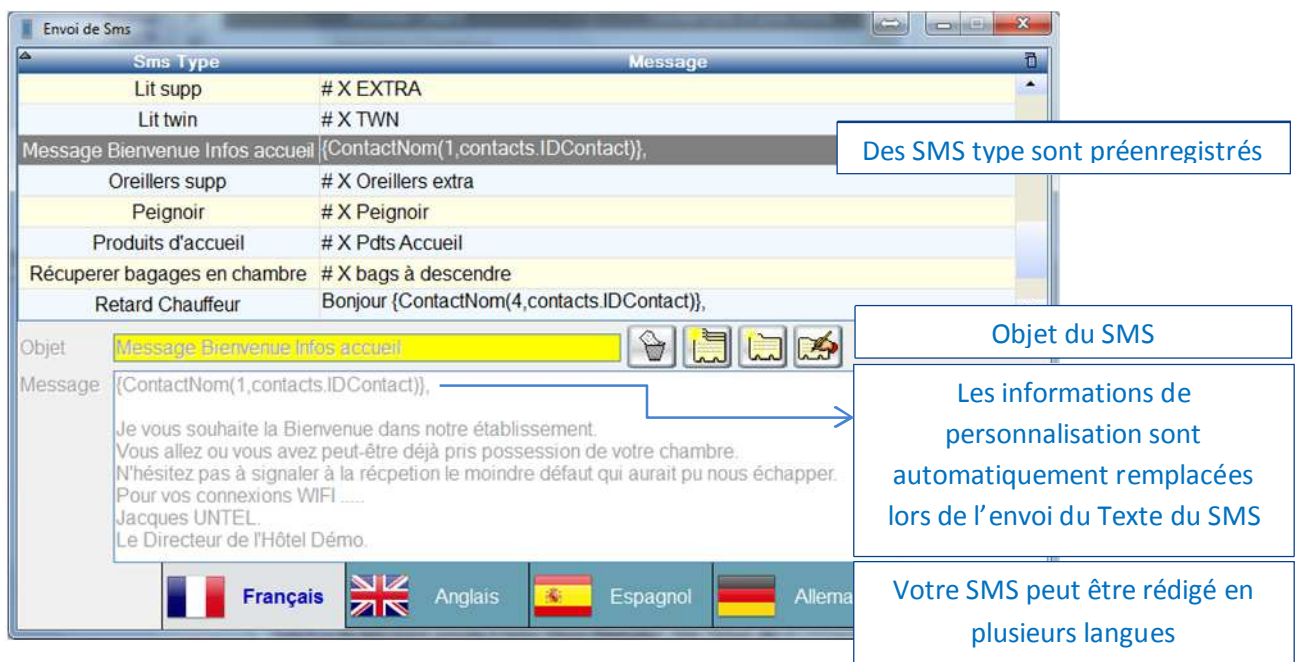 Envoi de Sms
Sms Type Message
Lit supp # X EXTRA
Lit twin # X TWN
Message Bienvenue Infos accueil {ContactNom(1,contacts.IDContact)},
Des SMS type sont préenregistrés
Oreillers supp # X Oreillers extra
Peignoir # X Peignoir
Produits d'accueil # X Pdts Accueil
Récuperer bagages en chambre # X bags à descendre
Retard Chauffeur Bonjour {ContactNom(4,contacts.IDContact)},
Objet Message Bienvenue Infos accueil
Objet du SMS
Message {ContactNom(1,contacts.IDContact)},
Je vous souhaite la Bienvenue dans notre établissement.
Vous allez ou vous avez peut-être déjà pris possession de votre chambre.
N'hésitez pas à signaler à la récpetion le moindre défaut qui aurait pu nous échapper.
Pour vos connexions WIFI .....
Jacques UNTEL.
Le Directeur de l'Hôtel Démo.
Les informations de
personnalisation sont
automatiquement remplacées
lors de l'envoi du Texte du SMS
Français Anglais Espagnol Allema
Votre SMS peut être rédigé en
plusieurs langues